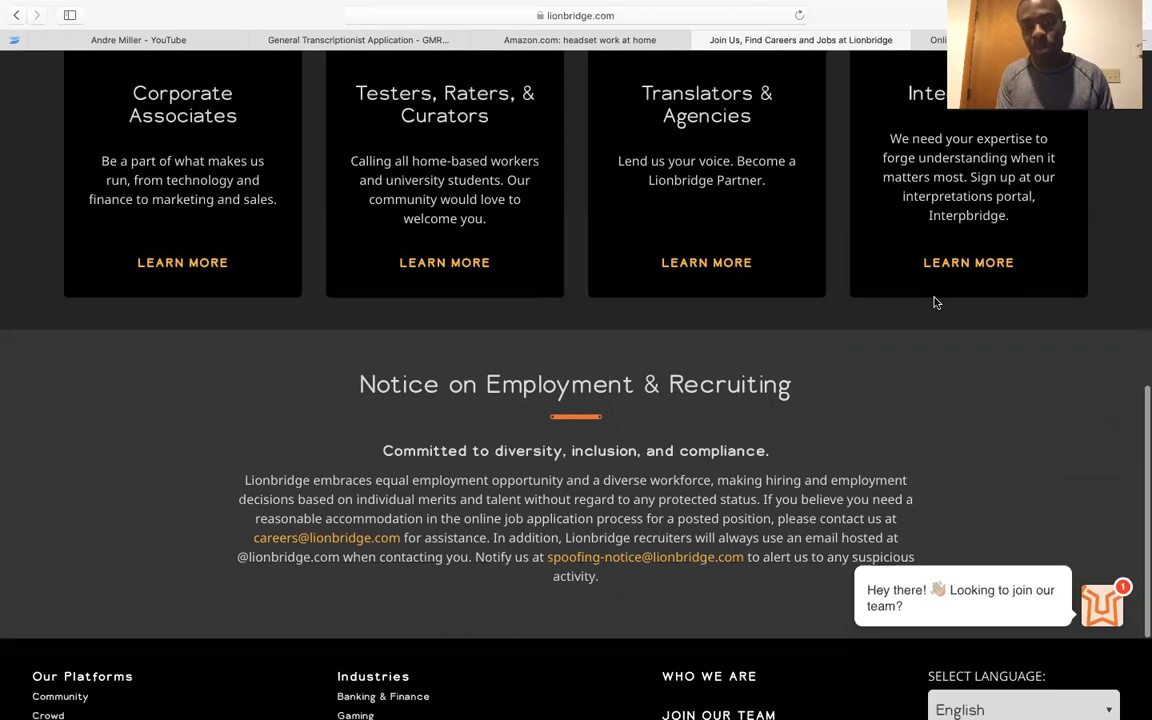 lionbridge.com
Andre Miller - YouTube
General Transcriptionist Application - GMR...
Amazon.com: headset work at home
Join Us, Find Careers and Jobs at Lionbridge
Corporate
Associates
Be a part of what makes us
run, from technology and
finance to marketing and sales.
LEARN MORE
Testers, Raters, &
Curators
Calling all home-based workers
and university students. Our
community would love to
welcome you.
LEARN MORE
Translators &
Agencies
Lend us your voice. Become a
Lionbridge Partner.
LEARN MORE
We need your expertise to
forge understanding when it
matters most. Sign up at our
interpretations portal,
Interpbridge.
LEARN MORE
Notice on Employment & Recruiting
Committed to diversity, inclusion, and compliance.
Lionbridge embraces equal employment opportunity and a diverse workforce, making hiring and employment
decisions based on individual merits and talent without regard to any protected status. If you believe you need a
reasonable accommodation in the online job application process for a posted position, please contact us at
careers@lionbridge.com for assistance. In addition, Lionbridge recruiters will always use an email hosted at
@lionbridge.com when contacting you. Notify us at spoofing-notice@lionbridge.com to alert us to any suspicious
activity.
Hey there! 👋🏼 Looking to join our
team?
1
Our Platforms
Community
Crowd
Industries
Banking & Finance
Gaming
WHO WE ARE
JOIN OUR TEAM
SELECT LANGUAGE:
English